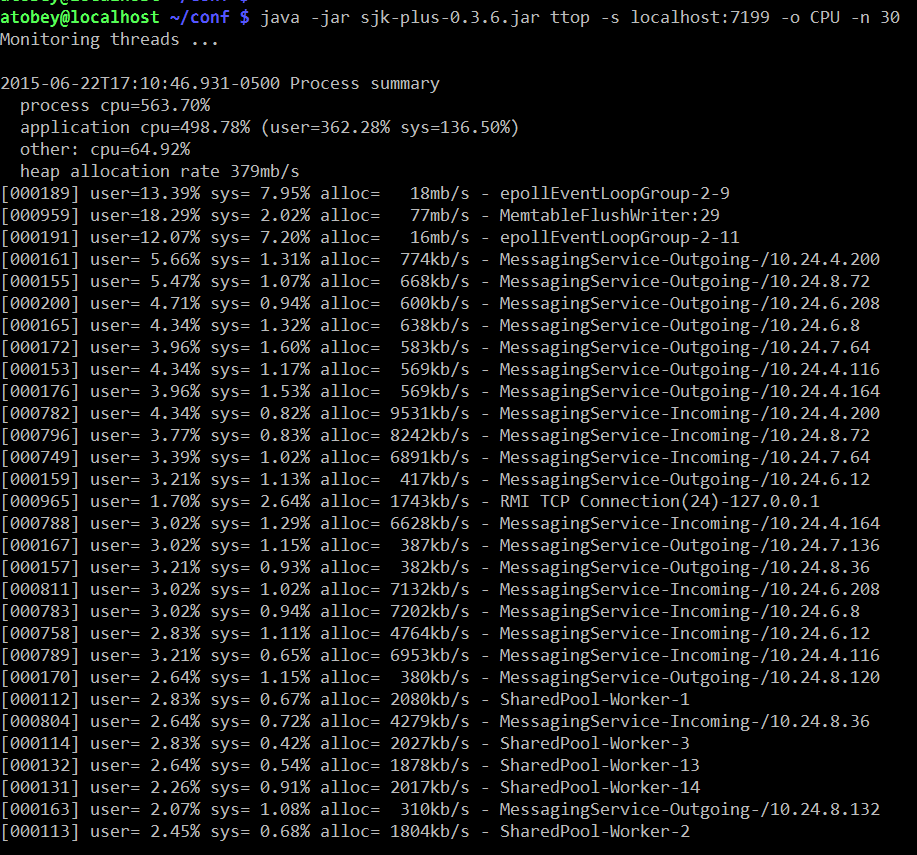 atobey@localhost ~/conf $ java -jar sjk-plus-0.3.6.jar ttop -s localhost:7199 -o CPU -n 30
Monitoring threads ...

2015-06-22T17:10:46.931-0500 Process summary
  process cpu=563.70%
  application cpu=498.78% (user=362.28% sys=136.50%)
  other: cpu=64.92%
  heap allocation rate 379mb/s
[000189] user=13.39% sys= 7.95% alloc=   18mb/s - epollEventLoopGroup-2-9
[000959] user=18.29% sys= 2.02% alloc=   77mb/s - MemtableFlushWriter:29
[000191] user=12.07% sys= 7.20% alloc=   16mb/s - epollEventLoopGroup-2-11
[000161] user= 5.66% sys= 1.31% alloc=  774kb/s - MessagingService-Outgoing-/10.24.4.200
[000155] user= 5.47% sys= 1.07% alloc=  668kb/s - MessagingService-Outgoing-/10.24.8.72
[000200] user= 4.71% sys= 0.94% alloc=  600kb/s - MessagingService-Outgoing-/10.24.6.208
[000165] user= 4.34% sys= 1.32% alloc=  638kb/s - MessagingService-Outgoing-/10.24.6.8
[000172] user= 3.96% sys= 1.60% alloc=  583kb/s - MessagingService-Outgoing-/10.24.7.64
[000153] user= 4.34% sys= 1.17% alloc=  569kb/s - MessagingService-Outgoing-/10.24.4.116
[000176] user= 3.96% sys= 1.53% alloc=  569kb/s - MessagingService-Outgoing-/10.24.4.164
[000782] user= 4.34% sys= 0.82% alloc= 9531kb/s - MessagingService-Incoming-/10.24.4.200
[000796] user= 3.77% sys= 0.83% alloc= 8242kb/s - MessagingService-Incoming-/10.24.8.72
[000749] user= 3.39% sys= 1.02% alloc= 6891kb/s - MessagingService-Incoming-/10.24.7.64
[000159] user= 3.21% sys= 1.13% alloc=  417kb/s - MessagingService-Outgoing-/10.24.6.12
[000965] user= 1.70% sys= 2.64% alloc= 1743kb/s - RMI TCP Connection(24)-127.0.0.1
[000788] user= 3.02% sys= 1.29% alloc= 6628kb/s - MessagingService-Incoming-/10.24.4.164
[000167] user= 3.02% sys= 1.15% alloc=  387kb/s - MessagingService-Outgoing-/10.24.7.136
[000157] user= 3.21% sys= 0.93% alloc=  382kb/s - MessagingService-Outgoing-/10.24.8.36
[000811] user= 3.02% sys= 1.02% alloc= 7132kb/s - MessagingService-Incoming-/10.24.6.208
[000783] user= 3.02% sys= 0.94% alloc= 7202kb/s - MessagingService-Incoming-/10.24.6.8
[000758] user= 2.83% sys= 1.11% alloc= 4764kb/s - MessagingService-Incoming-/10.24.6.12
[000789] user= 3.21% sys= 0.65% alloc= 6953kb/s - MessagingService-Incoming-/10.24.4.116
[000170] user= 2.64% sys= 1.15% alloc=  380kb/s - MessagingService-Outgoing-/10.24.8.120
[000112] user= 2.83% sys= 0.67% alloc= 2080kb/s - SharedPool-Worker-1
[000804] user= 2.64% sys= 0.72% alloc= 4279kb/s - MessagingService-Incoming-/10.24.8.36
[000114] user= 2.83% sys= 0.42% alloc= 2027kb/s - SharedPool-Worker-3
[000132] user= 2.64% sys= 0.54% alloc= 1878kb/s - SharedPool-Worker-13
[000131] user= 2.26% sys= 0.91% alloc= 2017kb/s - SharedPool-Worker-14
[000163] user= 2.07% sys= 1.08% alloc=  310kb/s - MessagingService-Outgoing-/10.24.8.132
[000113] user= 2.45% sys= 0.68% alloc= 1804kb/s - SharedPool-Worker-2